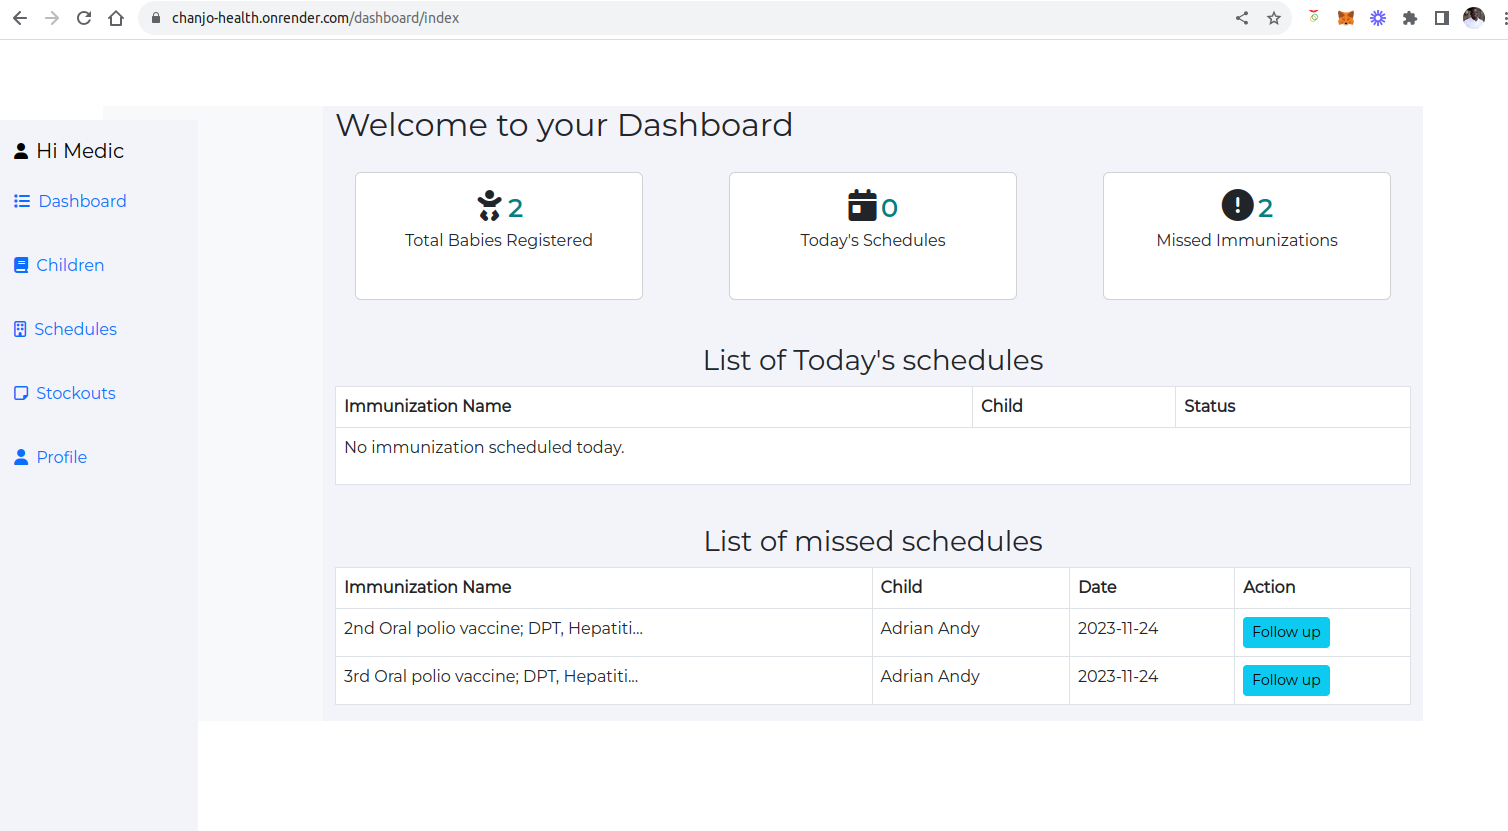 chanjo-health.onrender.com/dashboard/index
Welcome to your Dashboard
Hi Medic
Dashboard
Children
Schedules
Stockouts
Profile
2
Total Babies Registered
0
Today's Schedules
2
Missed Immunizations
List of Today's schedules
Immunization Name Child Status
No immunization scheduled today.
List of missed schedules
Immunization Name Child Date Action
2nd Oral polio vaccine; DPT, Hepatiti... Adrian Andy 2023-11-24 Follow up
3rd Oral polio vaccine; DPT, Hepatiti... Adrian Andy 2023-11-24 Follow up